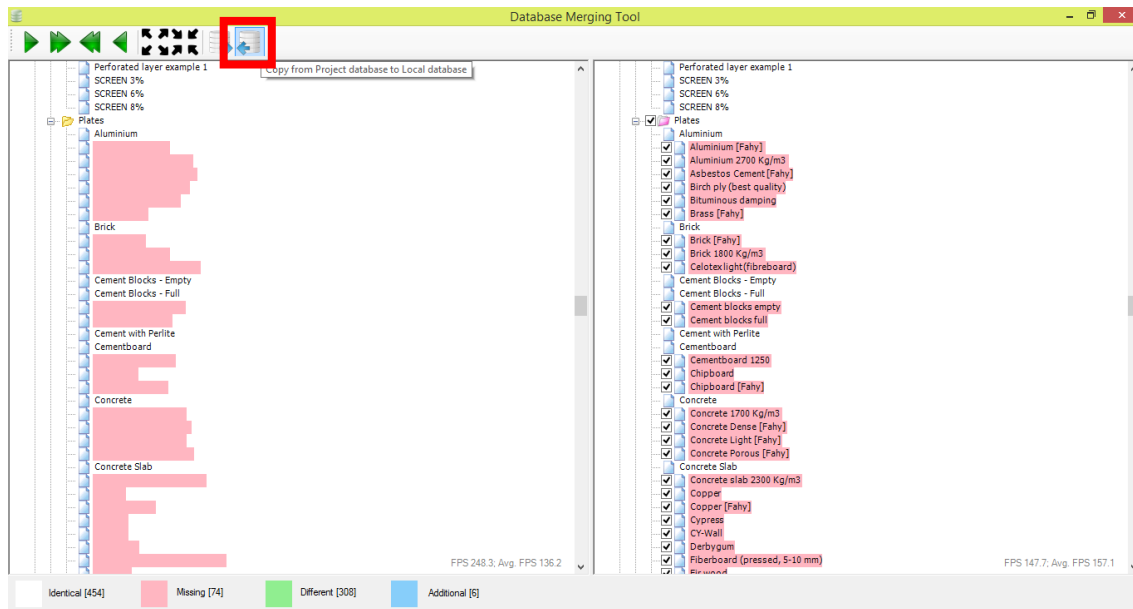 Database Merging Tool
Copy from Project database to Local database
Perforated layer example 1
SCREEN 3%
SCREEN 6%
SCREEN 8%
Plates
Aluminium
Brick
Cement Blocks - Empty
Cement Blocks - Full
Cement with Perlite
Cementboard
Concrete
Concrete Slab
FPS 248.3; Avg. FPS 136.2
Perforated layer example 1
SCREEN 3%
SCREEN 6%
SCREEN 8%
Plates
Aluminium
Aluminium [Fahy]
Aluminium 2700 Kg/m3
Asbestos Cement [Fahy]
Birch ply (best quality)
Bituminous damping
Brass [Fahy]
Brick
Brick [Fahy]
Brick 1800 Kg/m3
Celotex light (fibreboard)
Cement Blocks - Empty
Cement Blocks - Full
Cement blocks empty
Cement blocks full
Cement with Perlite
Cementboard
Cementboard 1250
Chipboard
Chipboard [Fahy]
Concrete
Concrete 1700 Kg/m3
Concrete Dense [Fahy]
Concrete Light [Fahy]
Concrete Porous [Fahy]
Concrete Slab
Concrete slab 2300 Kg/m3
Copper
Copper [Fahy]
Cypress
CY-Wall
Derbygum
Fiberboard (pressed, 5-10 mm)
Fir wood
FPS 147.7; Avg. FPS 157.1
Identical [454]
Missing [74]
Different [308]
Additional [6]